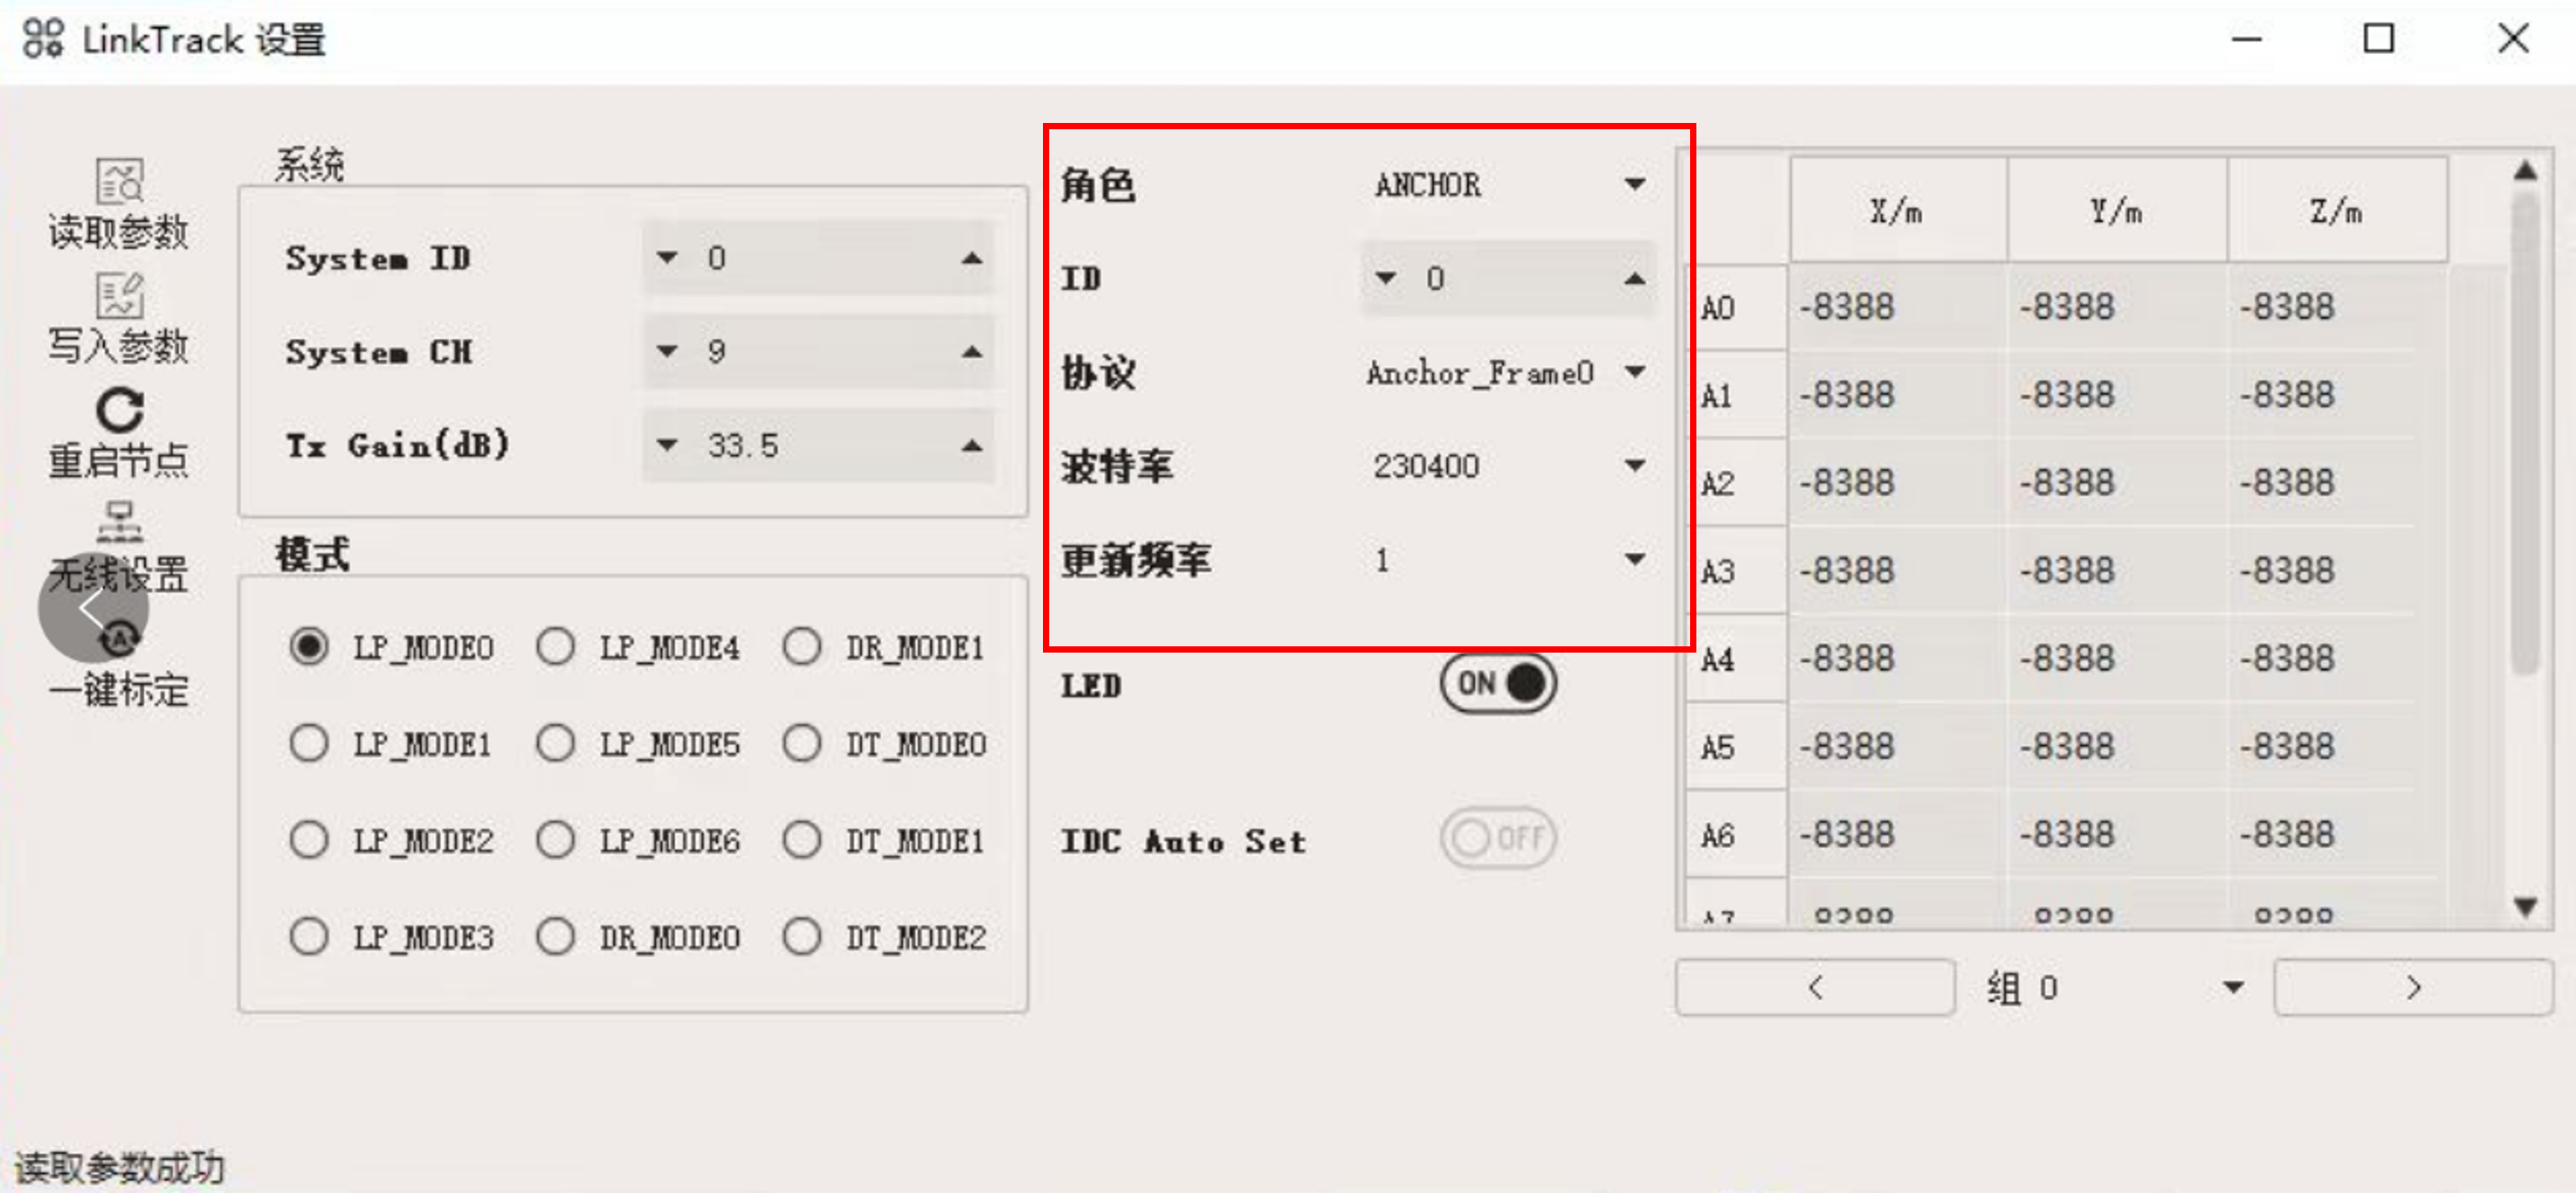 LinkTrack 设置
读取参数
写入参数
重启节点
无线设置
一键标定
系统
System ID 0
System CH 9
Tx Gain(dB) 33.5
模式
LP_MODE0 LP_MODE4 DR_MODE1
LP_MODE1 LP_MODE5 DT_MODE0
LP_MODE2 LP_MODE6 DT_MODE1
LP_MODE3 DR_MODE0 DT_MODE2
角色 ANCHOR
ID 0
协议 Anchor_Frame0
波特率 230400
更新频率 1
LED ON
IDC Auto Set OFF
X/m Y/m Z/m
A0 -8388 -8388 -8388
A1 -8388 -8388 -8388
A2 -8388 -8388 -8388
A3 -8388 -8388 -8388
A4 -8388 -8388 -8388
A5 -8388 -8388 -8388
A6 -8388 -8388 -8388
A7
< 组 0 >
读取参数成功